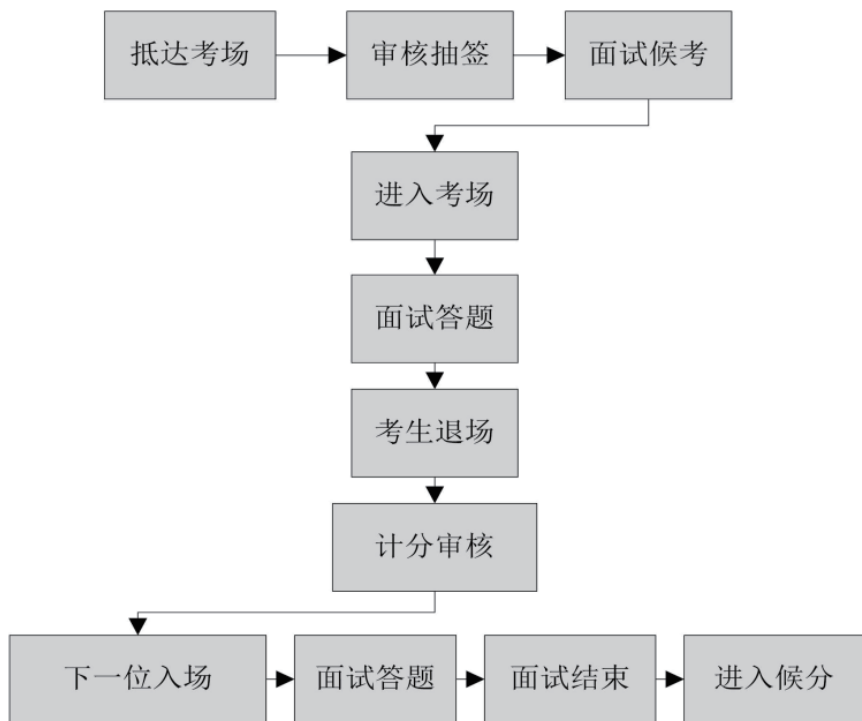 抵达考场
审核抽签
面试候考
进入考场
面试答题
考生退场
计分审核
下一位入场
面试答题
面试结束
进入候分